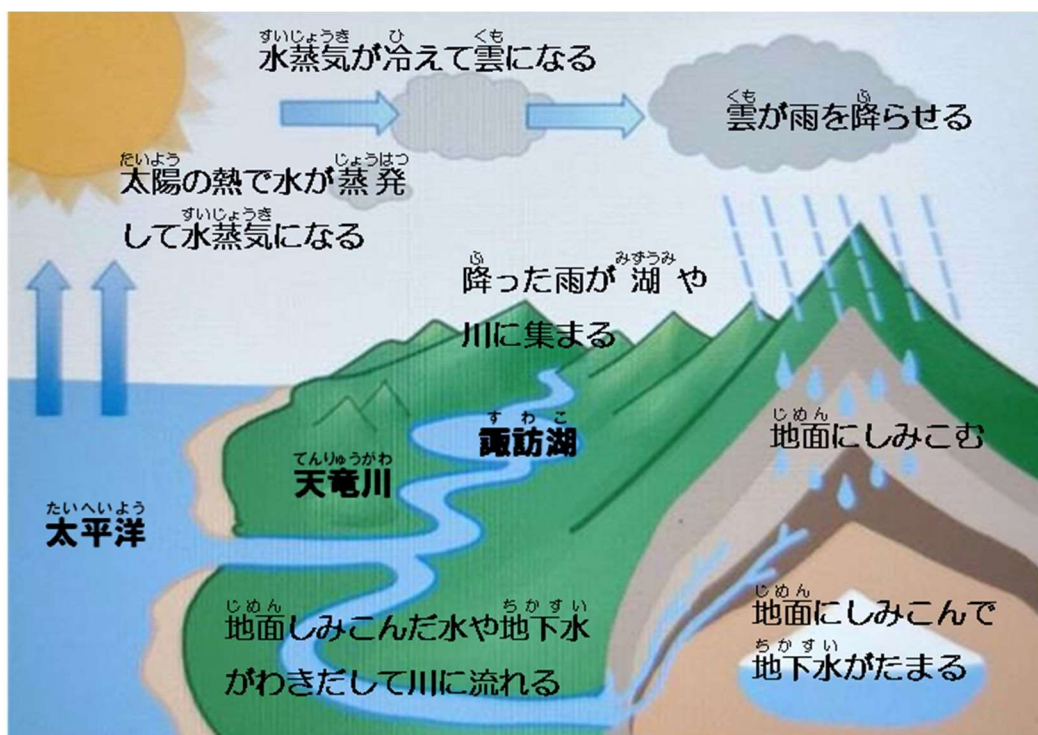 水蒸気が冷えて雲になる
雲が雨を降らせる
太陽の熱で水が蒸発
して水蒸気になる
降った雨が湖や
川に集まる
諏訪湖
天竜川
太平洋
地面にしみこむ
地面しみこんだ水や地下水
がわきだして川に流れる
地面にしみこんで
地下水がたまる